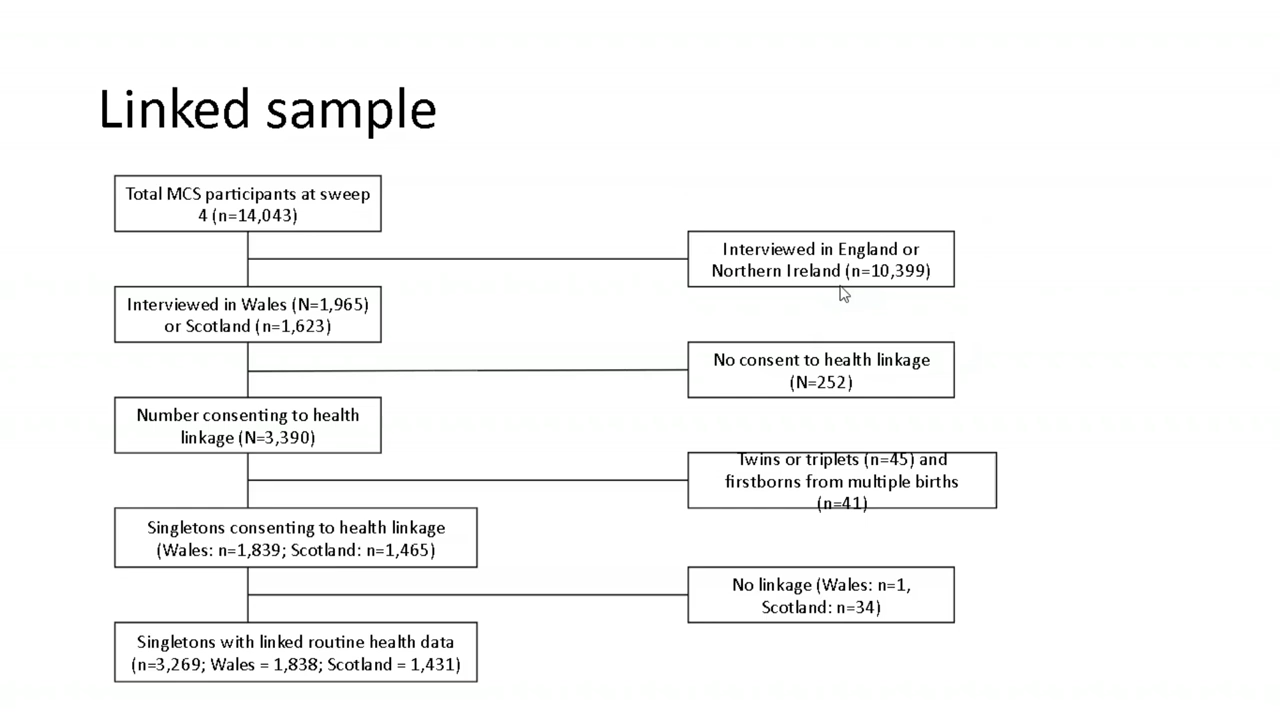 Linked sample
Total MCS participants at sweep
4 (n=14,043)
Interviewed in England or
Northern Ireland (n=10,399)
Interviewed in Wales (N=1,965)
or Scotland (n=1,623)
No consent to health linkage
(N=252)
Number consenting to health
linkage (N=3,390)
Twins or triplets (n=45) and
firstborns from multiple births
(n=41)
Singletons consenting to health linkage
(Wales: n=1,839; Scotland: n=1,465)
No linkage (Wales: n=1,
Scotland: n=34)
Singletons with linked routine health data
(n=3,269; Wales = 1,838; Scotland = 1,431)